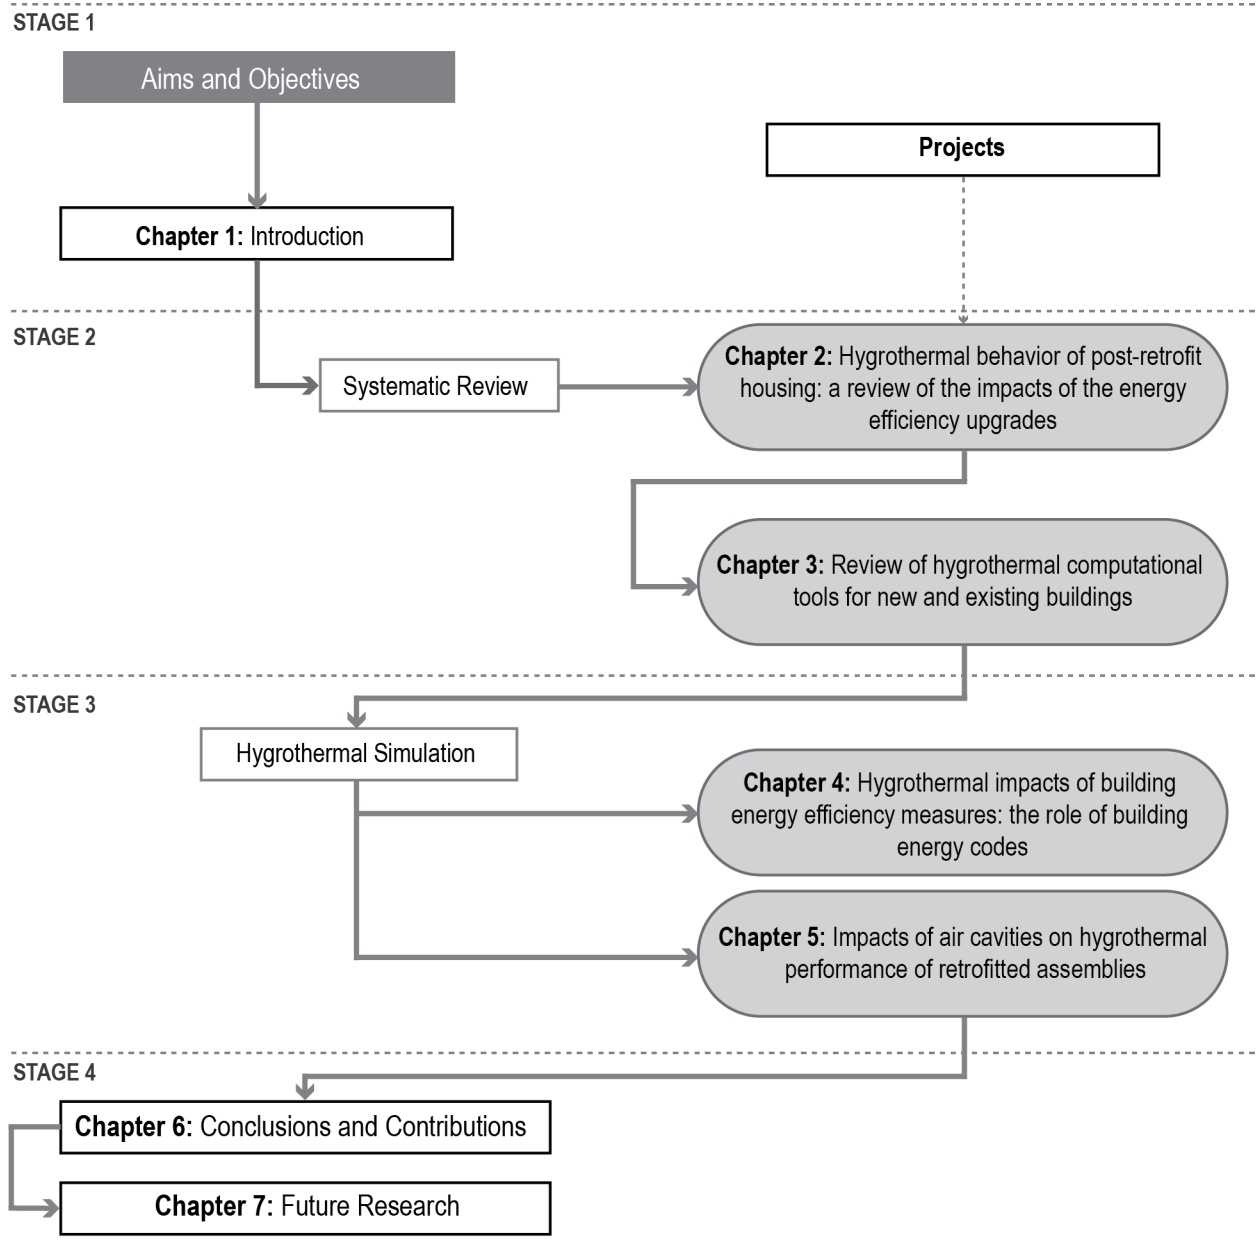 STAGE 1
Aims and Objectives
Projects
Chapter 1: Introduction
STAGE 2
Systematic Review
Chapter 2: Hygrothermal behavior of post-retrofit
housing: a review of the impacts of the energy
efficiency upgrades
Chapter 3: Review of hygrothermal computational
tools for new and existing buildings
STAGE 3
Hygrothermal Simulation
Chapter 4: Hygrothermal impacts of building
energy efficiency measures: the role of building
energy codes
Chapter 5: Impacts of air cavities on hygrothermal
performance of retrofitted assemblies
STAGE 4
Chapter 6: Conclusions and Contributions
Chapter 7: Future Research